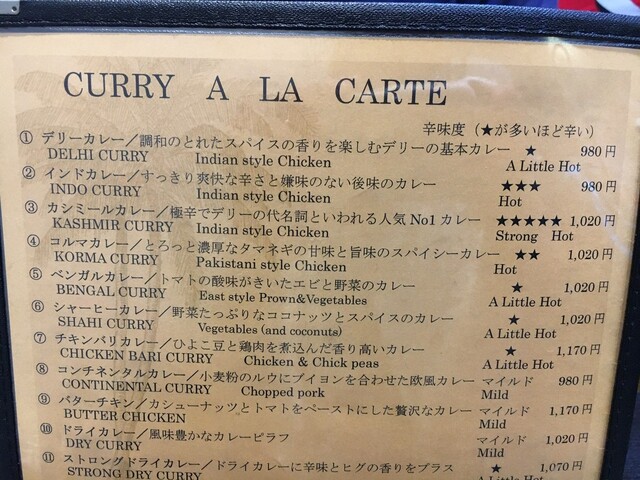 CURRY A LA CARTE
辛味度（★が多いほど辛い）
① デリーカレー／調和のとれたスパイスの香りを楽しむデリーの基本カレー ★ 980円
DELHI CURRY Indian style Chicken A Little Hot
② インドカレー／すっきり爽快な辛さと嫌味のない後味のカレー ★★★ 980円
INDO CURRY Indian style Chicken Hot
③ カシミールカレー／極辛でデリーの代名詞といわれる人気No1カレー ★★★★★ 1,020円
KASHMIR CURRY Indian style Chicken Strong Hot
④ コルマカレー／とろっと濃厚なタマネギの甘味と旨味のスパイシーカレー ★★ 1,020円
KORMA CURRY Pakistani style Chicken Hot
⑤ ベンガルカレー／トマトの酸味がきいたエビと野菜のカレー ★ 1,020円
BENGAL CURRY East style Prown&Vegetables A Little Hot
⑥ シャーヒーカレー／野菜たっぷりなココナッツとスパイスのカレー ★ 1,020円
SHAHI CURRY Vegetables (and coconuts) A Little Hot
⑦ チキンバリカレー／ひよこ豆と鶏肉を煮込んだ香り高いカレー ★ 1,170円
CHICKEN BARI CURRY Chicken & Chick peas A Little Hot
⑧ コンチネンタルカレー／小麦粉のルウにブイヨンを合わせた欧風カレー マイルド 980円
CONTINENTAL CURRY Chopped pork Mild
⑨ バターチキン／カシューナッツとトマトをペーストにした贅沢なカレー マイルド 1,170円
BUTTER CHICKEN Mild
⑩ ドライカレー／風味豊かなカレーピラフ マイルド 1,020円
DRY CURRY Mild
⑪ ストロングドライカレー／ドライカレーに辛味とヒグの香りをプラス ★ 1,070円
STRONG DRY CURRY A Little Hot